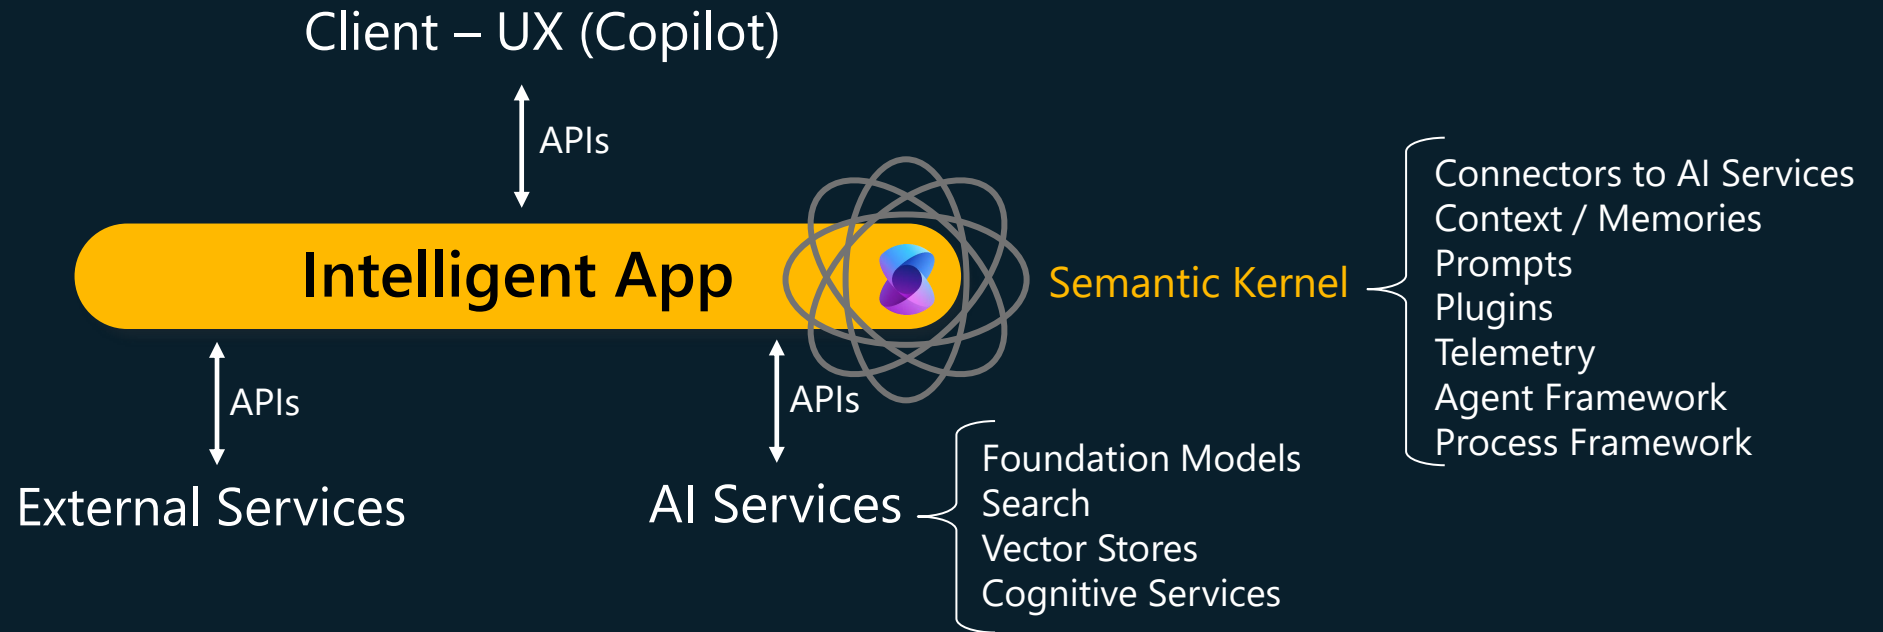 Client – UX (Copilot)
APIs
Intelligent App
Semantic Kernel
Connectors to AI Services
Context / Memories
Prompts
Plugins
Telemetry
Agent Framework
Process Framework
APIs
APIs
External Services
AI Services
Foundation Models
Search
Vector Stores
Cognitive Services